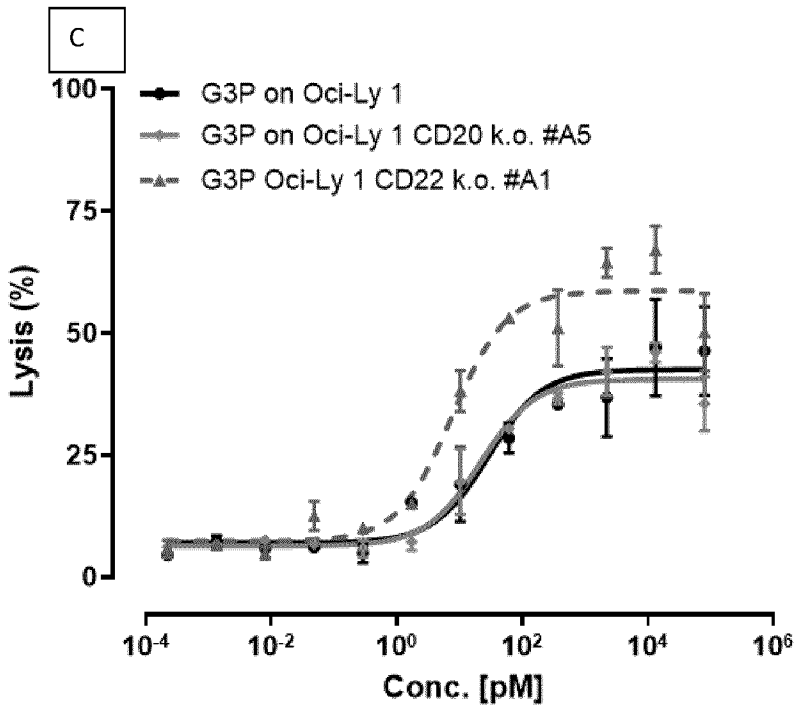 C
100
75
50
25
0
Lysis (%)
G3P on Oci-Ly 1
G3P on Oci-Ly 1 CD20 k.o. #A5
G3P Oci-Ly 1 CD22 k.o. #A1
10⁻⁴ 10⁻² 10⁰ 10² 10⁴ 10⁶
Conc. [pM]